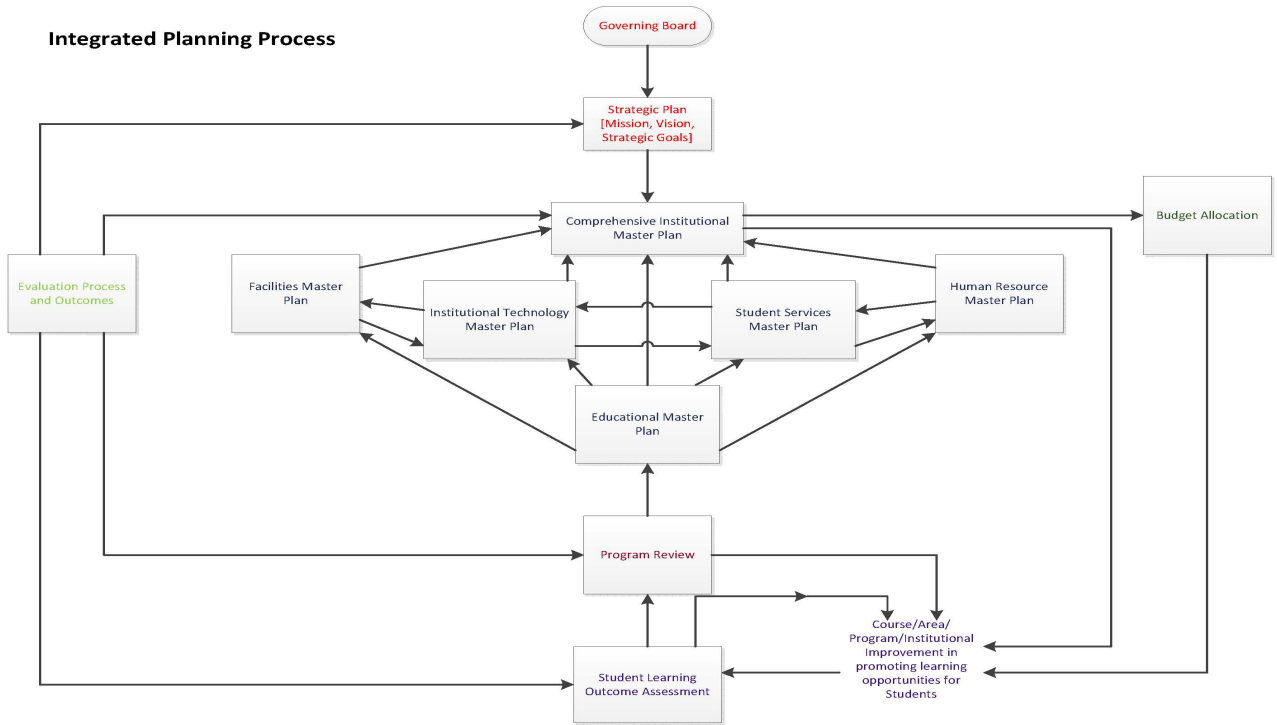 Governing Board
Integrated Planning Process
Strategic Plan
[Mission, Vision,
Strategic Goals]
Comprehensive Institutional
Master Plan
Budget Allocation
Evaluation Process
and Outcomes
Facilities Master
Plan
Institutional Technology
Master Plan
Student Services
Master Plan
Human Resource
Master Plan
Educational Master
Plan
Program Review
Course/Area/
Program/Institutional
Improvement in
promoting learning
opportunities for
Students
Student Learning
Outcome Assessment